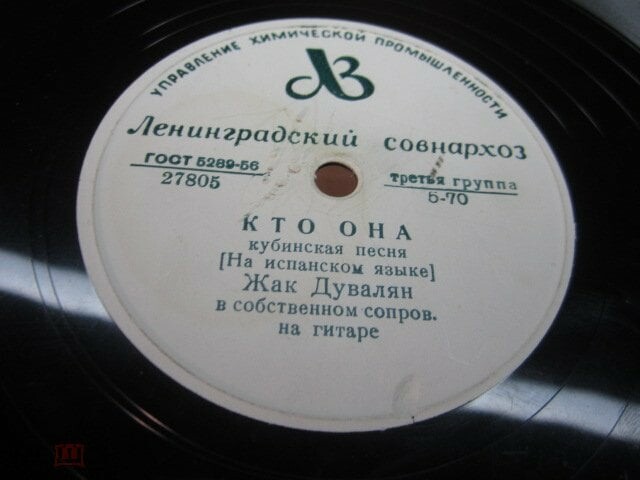 УПРАВЛЕНИЕ ХИМИЧЕСКОЙ ПРОМЫШЛЕННОСТИ
ЛЗ
Ленинградский совнархоз
ГОСТ 5289-56
27805
третья группа
5-70
КТО ОНА
кубинская песня
[На испанском языке]
Жак Дувалян
в собственном сопров.
на гитаре